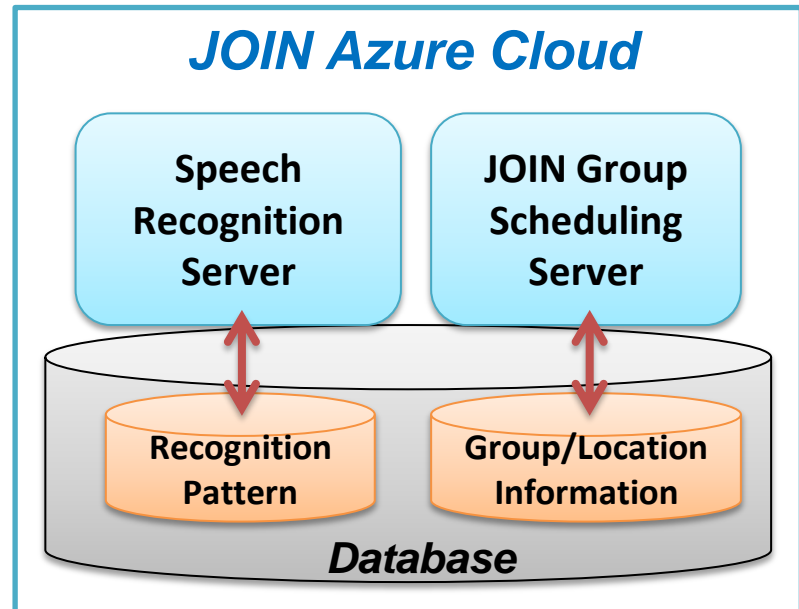 JOIN Azure Cloud
Speech
Recognition
Server
JOIN Group
Scheduling
Server
Recognition
Pattern
Group/Location
Information
Database